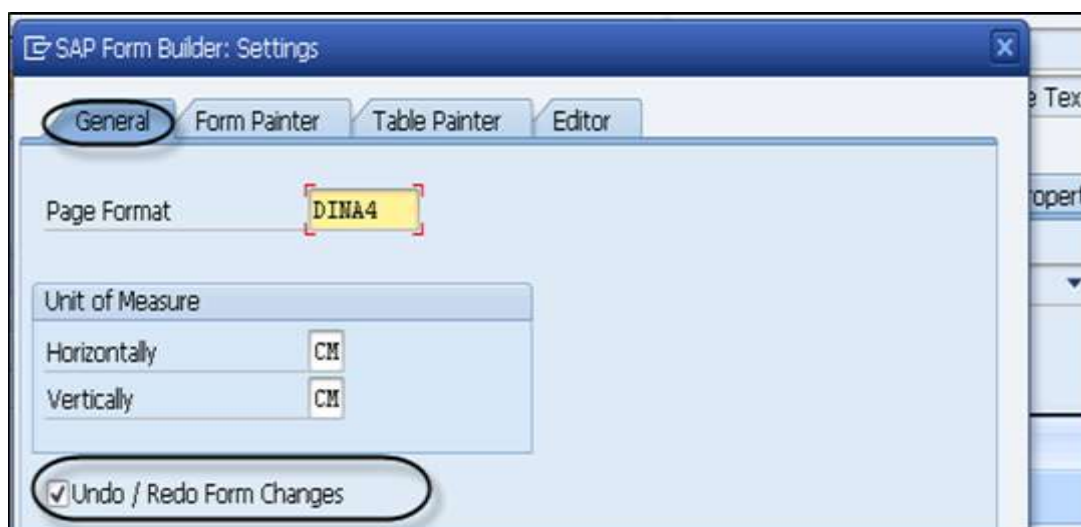 SAP Form Builder: Settings
General Form Painter Table Painter Editor
Page Format DINA4
Unit of Measure
Horizontally CM
Vertically CM
Undo / Redo Form Changes